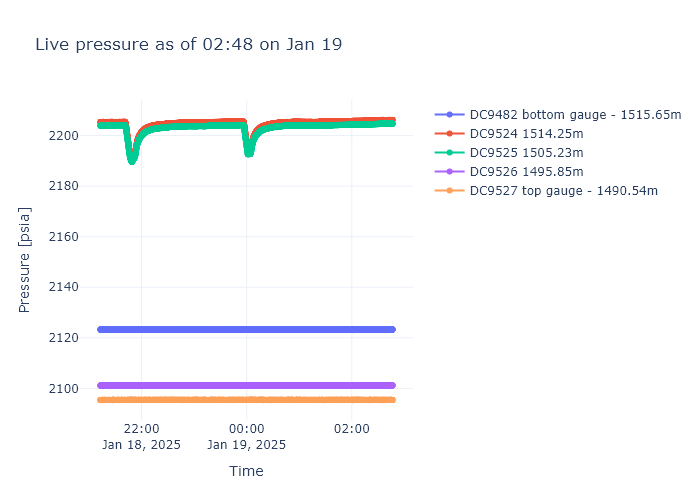 Live pressure as of 02:48 on Jan 19
DC9482 bottom gauge - 1515.65m
DC9524 1514.25m
DC9525 1505.23m
DC9526 1495.85m
DC9527 top gauge - 1490.54m
Pressure [psia]
2200
2180
2160
2140
2120
2100
22:00
Jan 18, 2025
00:00
Jan 19, 2025
02:00
Time